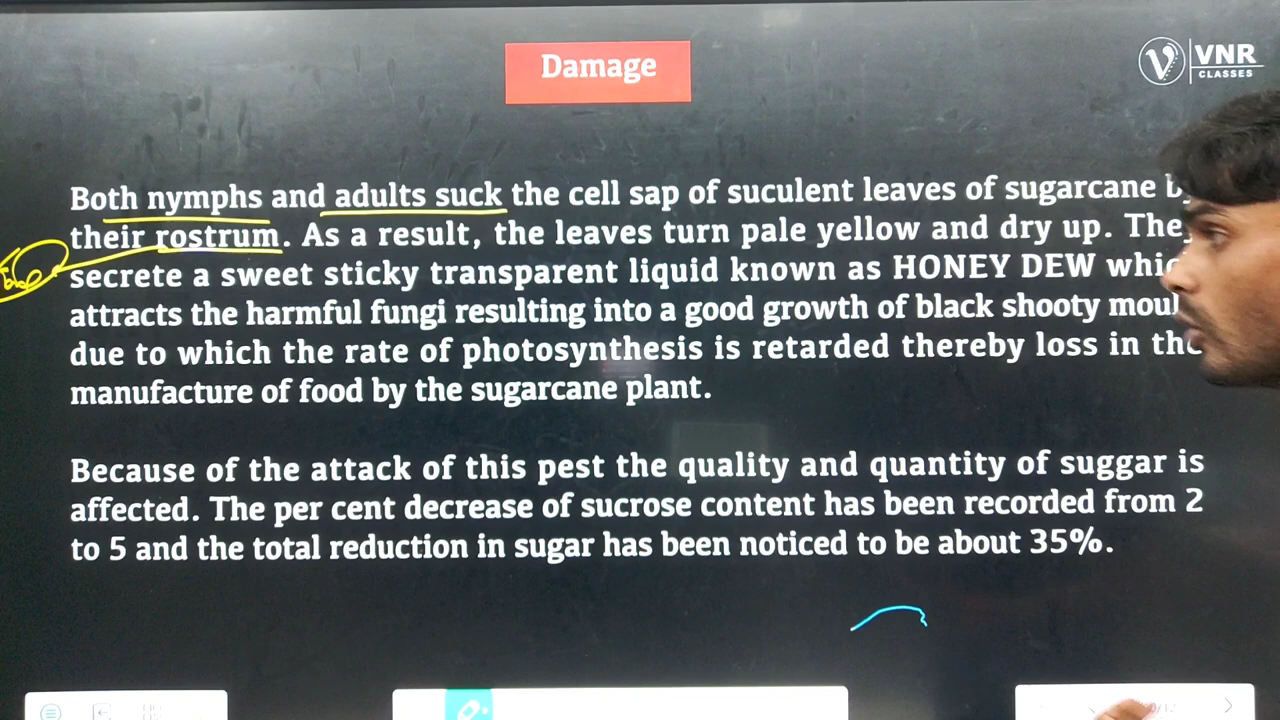 Damage
VNR
CLASSES
Both nymphs and adults suck the cell sap of suculent leaves of sugarcane
their rostrum. As a result, the leaves turn pale yellow and dry up. The
secrete a sweet sticky transparent liquid known as HONEY DEW
attracts the harmful fungi resulting into a good growth of black shooty
due to which the rate of photosynthesis is retarded thereby loss in the
manufacture of food by the sugarcane plant.
Because of the attack of this pest the quality and quantity of suggar is
affected. The per cent decrease of sucrose content has been recorded from 2
to 5 and the total reduction in sugar has been noticed to be about 35%.